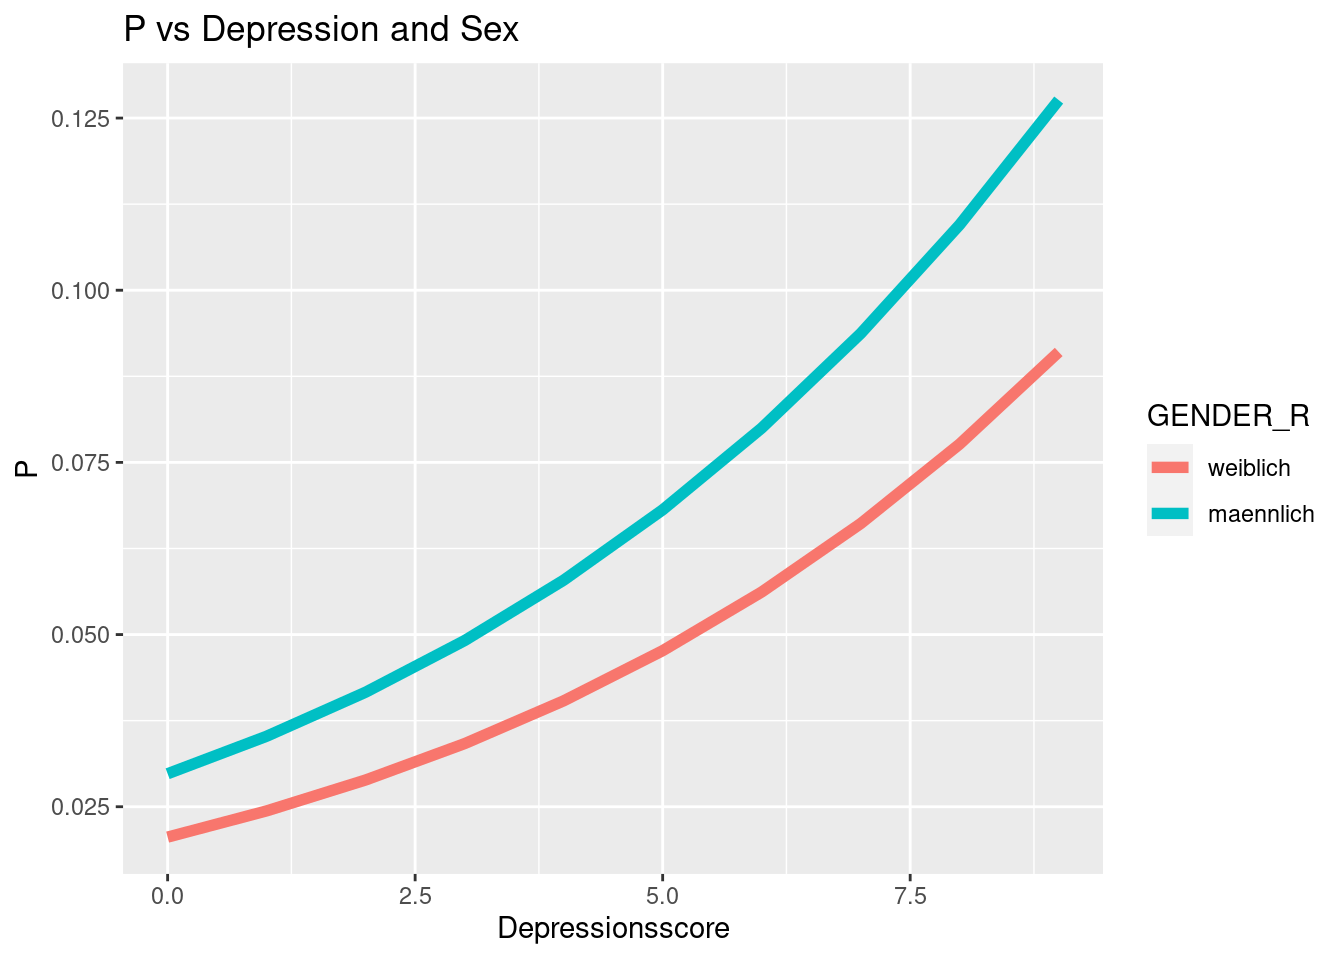 P vs Depression and Sex
P
0.125
0.100
0.075
0.050
0.025
0.0 2.5 5.0 7.5
Depressionsscore
GENDER_R
weiblich
maennlich